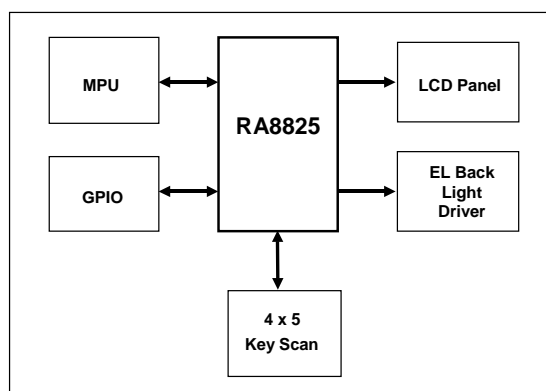 MPU
RA8825
LCD Panel
GPIO
EL Back
Light
Driver
4 x 5
Key Scan